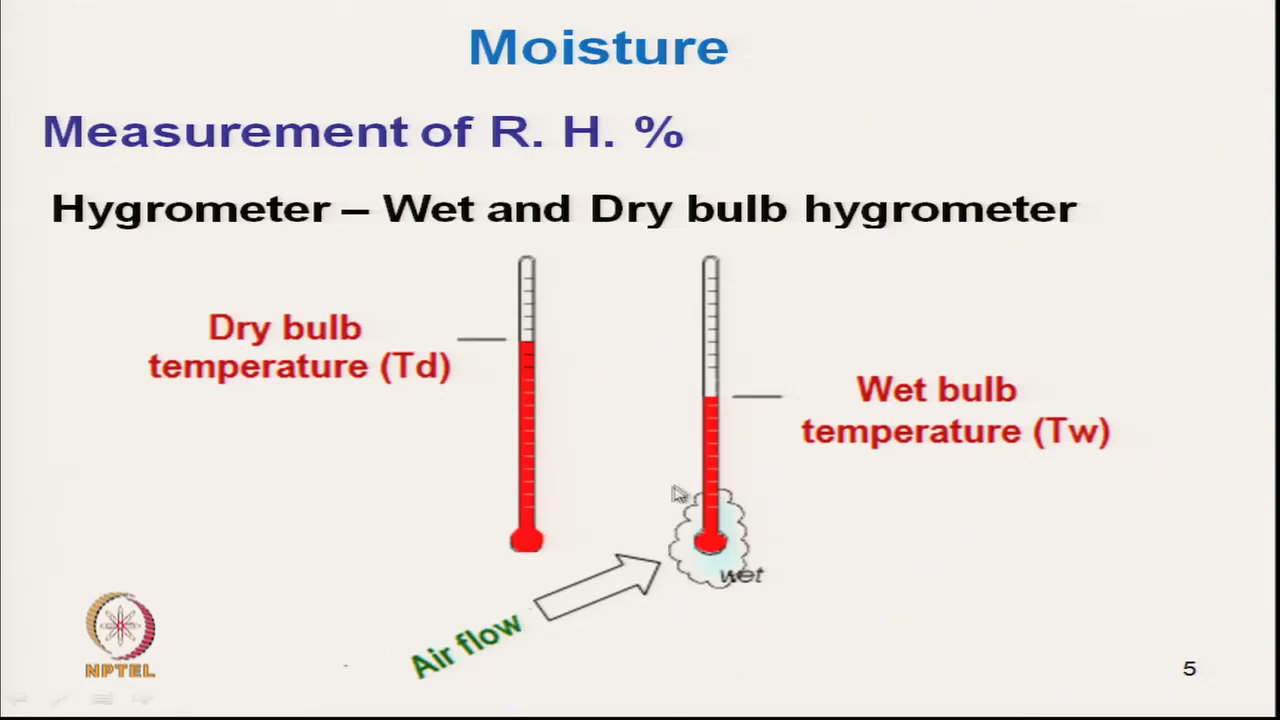 Moisture
Measurement of R. H. %
Hygrometer – Wet and Dry bulb hygrometer
Dry bulb
temperature (Td)
Wet bulb
temperature (Tw)
wet
Air flow
NPTEL
5